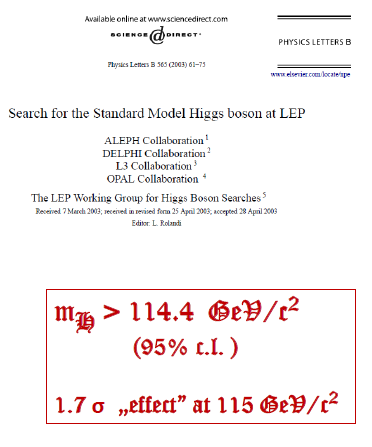 Available online at www.sciencedirect.com
SCIENCE @ DIRECT®
PHYSICS LETTERS B
Physics Letters B 565 (2003) 61–75
www.elsevier.com/locate/npe
Search for the Standard Model Higgs boson at LEP
ALEPH Collaboration 1
DELPHI Collaboration 2
L3 Collaboration 3
OPAL Collaboration 4
The LEP Working Group for Higgs Boson Searches 5
Received 7 March 2003; received in revised form 25 April 2003; accepted 28 April 2003
Editor: L. Rolandi
m_H > 114.4 GeV/c²
(95% c.l. )
1.7 σ „effect” at 115 GeV/c²